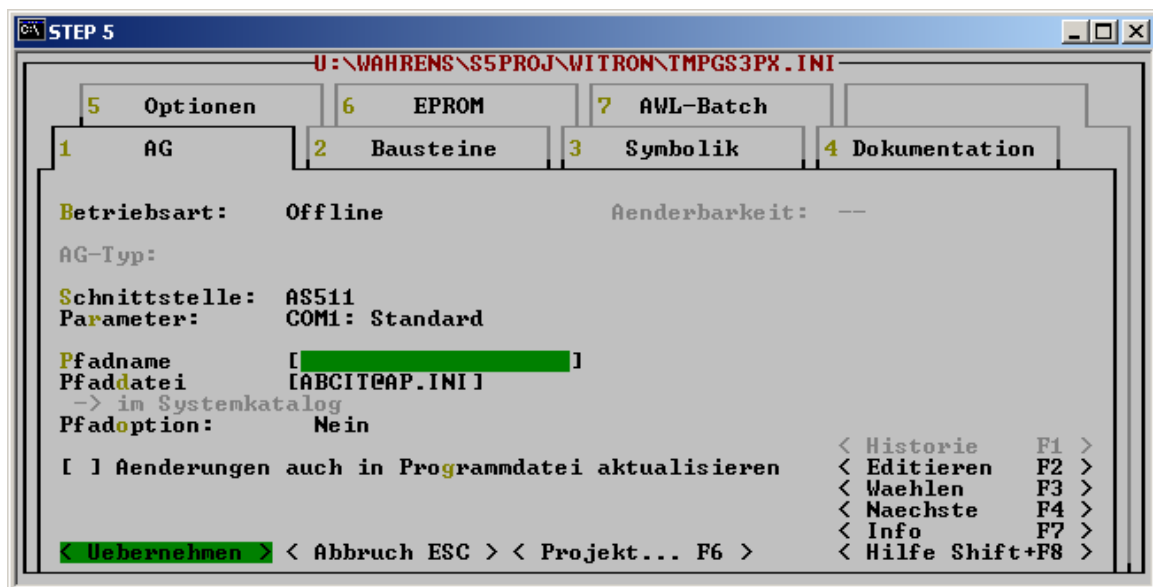 STEP 5
U:\WAHRENS\S5PROJ\WITRON\TMPGS3PX.INI
5 Optionen 6 EPROM 7 AWL-Batch
1 AG 2 Bausteine 3 Symbolik 4 Dokumentation
Betriebsart: Offline Aenderbarkeit: --
AG-Typ:
Schnittstelle: AS511
Parameter: COM1: Standard
Pfadname [ ]
Pfaddatei [ABCIT@AP.INI]
-> im Systemkatalog
Pfadoption: Nein
< Historie F1 >
[ ] Aenderungen auch in Programmdatei aktualisieren < Editieren F2 >
< Waehlen F3 >
< Naechste F4 >
< Info F7 >
< Uebernehmen > < Abbruch ESC > < Projekt... F6 > < Hilfe Shift+F8 >